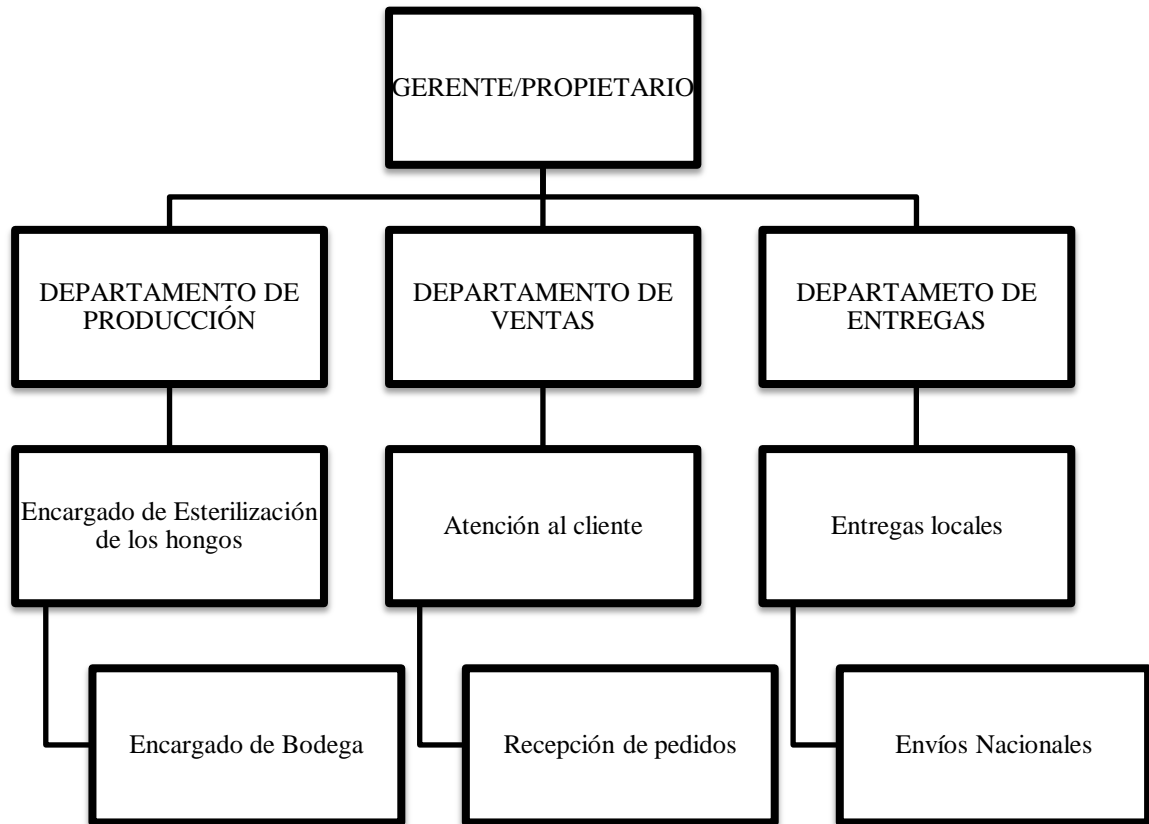 GERENTE/PROPIETARIO
DEPARTAMENTO DE
PRODUCCIÓN
DEPARTAMENTO DE
VENTAS
DEPARTAMETO DE
ENTREGAS
Encargado de Esterilización
de los hongos
Atención al cliente
Entregas locales
Encargado de Bodega
Recepción de pedidos
Envíos Nacionales